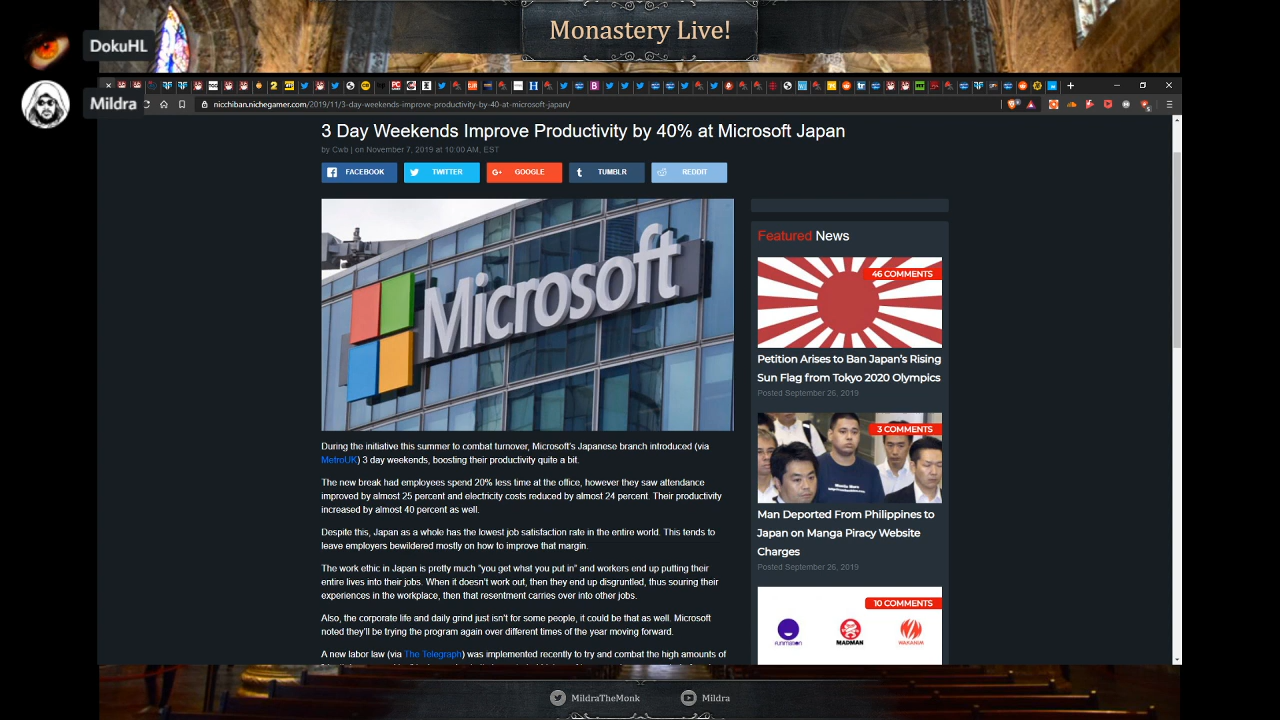 Monastery Live!
DokuHL
Mildra
nicchiban.nichegamer.com/2019/11/3-day-weekends-improve-productivity-by-40-at-microsoft-japan/
3 Day Weekends Improve Productivity by 40% at Microsoft Japan
by Cwb | on November 7, 2019 at 10:00 AM, EST
FACEBOOK
TWITTER
GOOGLE
TUMBLR
REDDIT
Microsoft
During the initiative this summer to combat turnover, Microsoft's Japanese branch introduced (via
MetroUK) 3 day weekends, boosting their productivity quite a bit.
The new break had employees spend 20% less time at the office, however they saw attendance
improved by almost 25 percent and electricity costs reduced by almost 24 percent. Their productivity
increased by almost 40 percent as well.
Despite this, Japan as a whole has the lowest job satisfaction rate in the entire world. This tends to
leave employers bewildered mostly on how to improve that margin.
The work ethic in Japan is pretty much "you get what you put in" and workers end up putting their
entire lives into their jobs. When it doesn't work out, then they end up disgruntled, thus souring their
experiences in the workplace, then that resentment carries over into other jobs.
Also, the corporate life and daily grind just isn't for some people, it could be that as well. Microsoft
noted they'll be trying the program again over different times of the year moving forward.
A new labor law (via The Telegraph) was implemented recently to try and combat the high amounts of
Featured News
46 COMMENTS
Petition Arises to Ban Japan's Rising
Sun Flag from Tokyo 2020 Olympics
Posted September 26, 2019
3 COMMENTS
Man Deported From Philippines to
Japan on Manga Piracy Website
Charges
Posted September 26, 2019
10 COMMENTS
FUNIMATION
MADMAN
WAKANIM
MildraTheMonk
Mildra